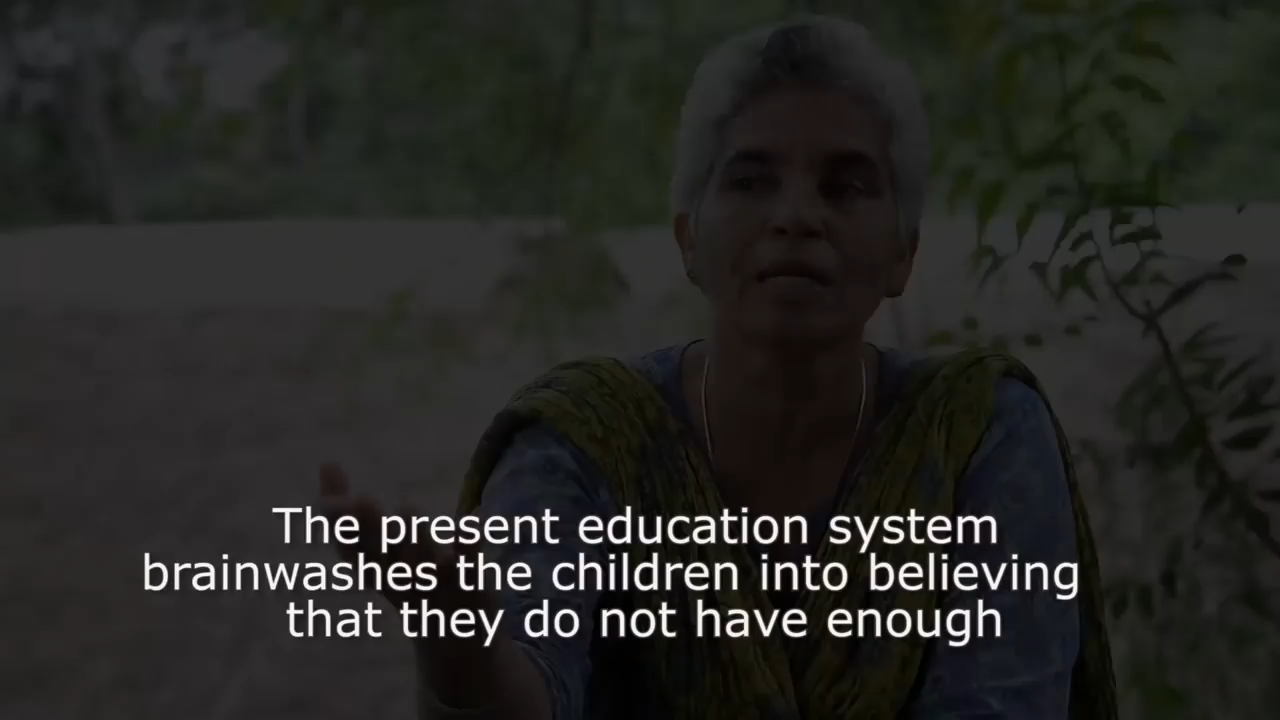 The present education system
brainwashes the children into believing
that they do not have enough